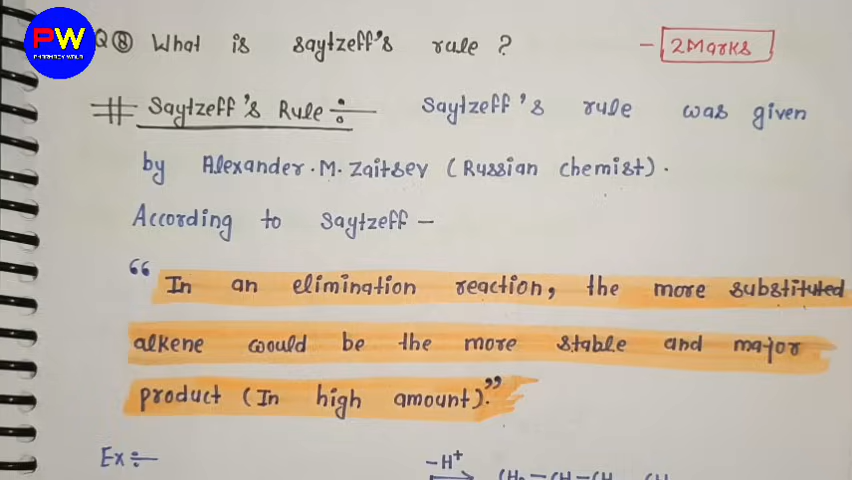 PW
PHARMACY WORLD
Q⑧ What is saytzeff's rule ? - 2Marks
Saytzeff's Rule :- Saytzeff's rule was given
by Alexander.M.Zaitsev (Russian chemist).
According to saytzeff -
"In an elimination reaction, the more substituted
alkene would be the more stable and major
product (In high amount)."
Ex :-
-H⁺